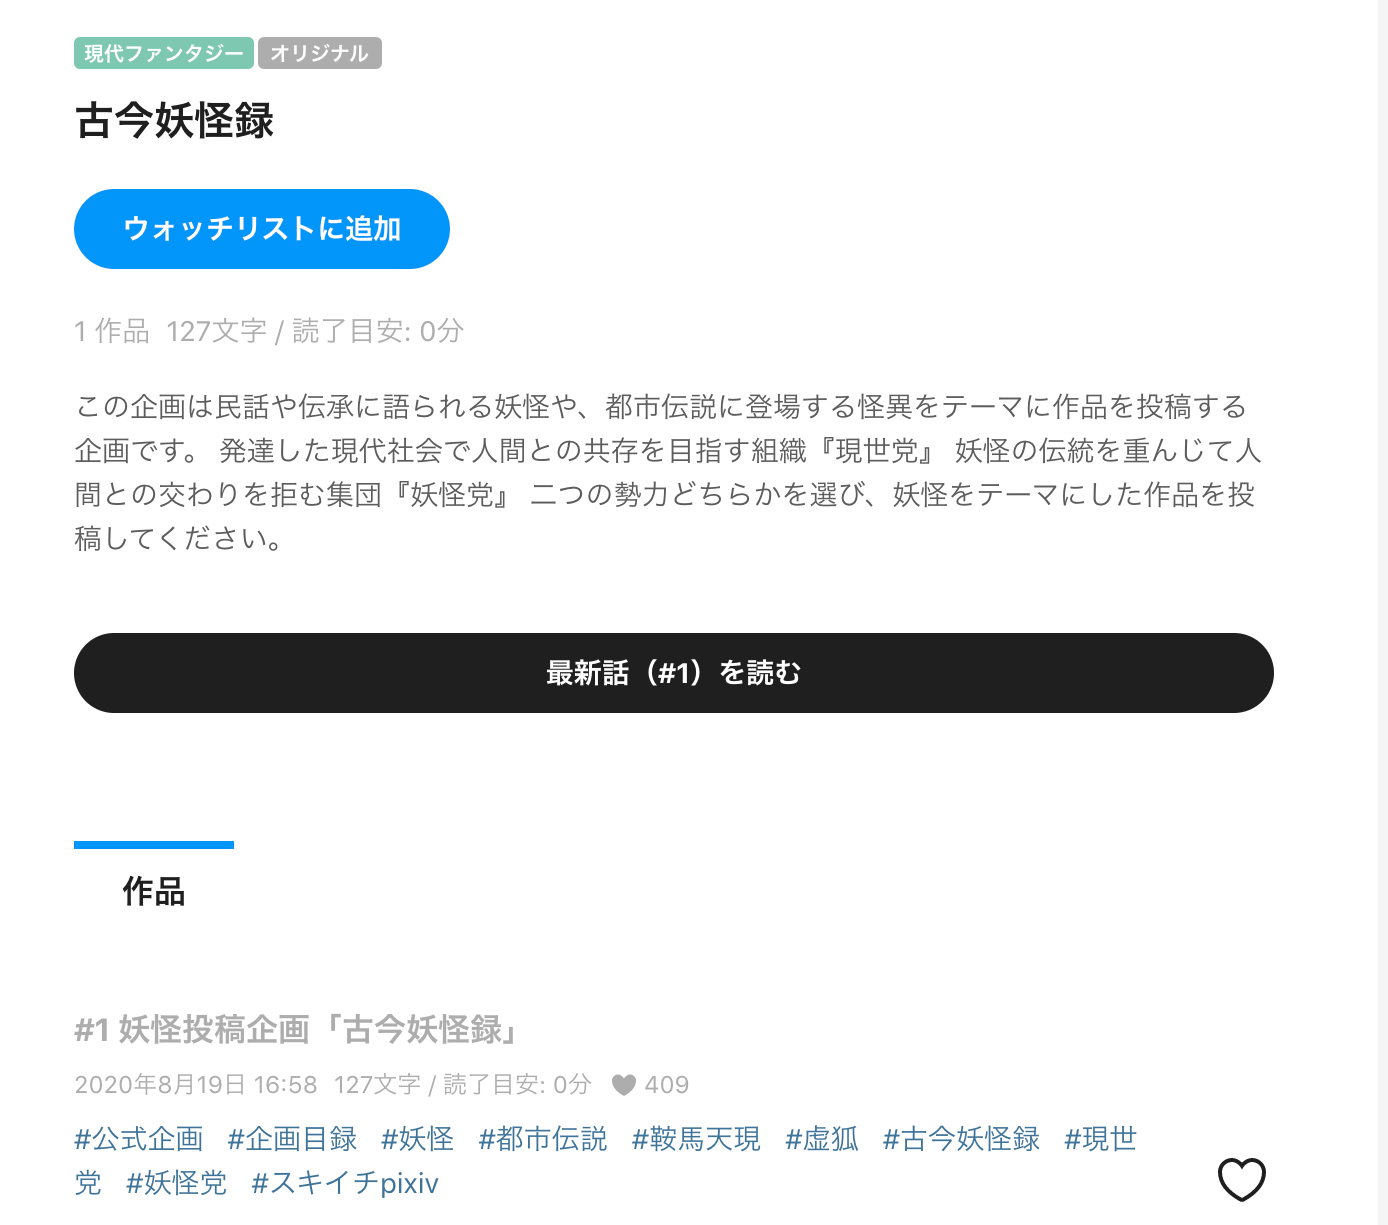 現代ファンタジー オリジナル
古今妖怪録
ウォッチリストに追加
1 作品 127文字 / 読了目安: 0分
この企画は民話や伝承に語られる妖怪や、都市伝説に登場する怪異をテーマに作品を投稿する
企画です。 発達した現代社会で人間との共存を目指す組織『現世党』 妖怪の伝統を重んじて人
間との交わりを拒む集団『妖怪党』 二つの勢力どちらかを選び、妖怪をテーマにした作品を投
稿してください。
最新話（#1）を読む
作品
#1 妖怪投稿企画「古今妖怪録」
2020年8月19日 16:58 127文字 / 読了目安: 0分 409
#公式企画 #企画目録 #妖怪 #都市伝説 #鞍馬天現 #虚狐 #古今妖怪録 #現世
党 #妖怪党 #スキイチpixiv